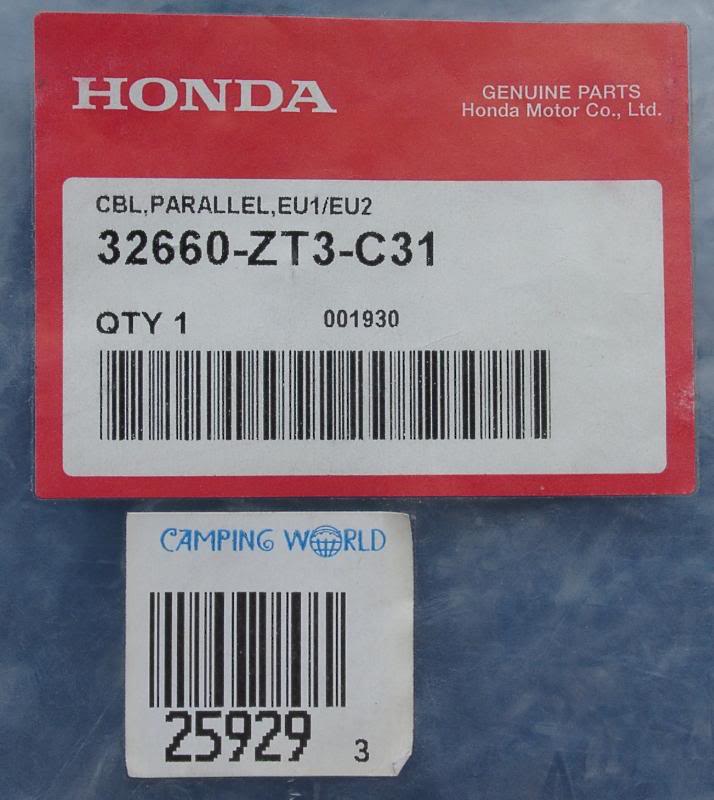 HONDA
GENUINE PARTS
Honda Motor Co., Ltd.
CBL,PARALLEL,EU1/EU2
32660-ZT3-C31
QTY 1 001930
CAMPING WORLD
25929 3